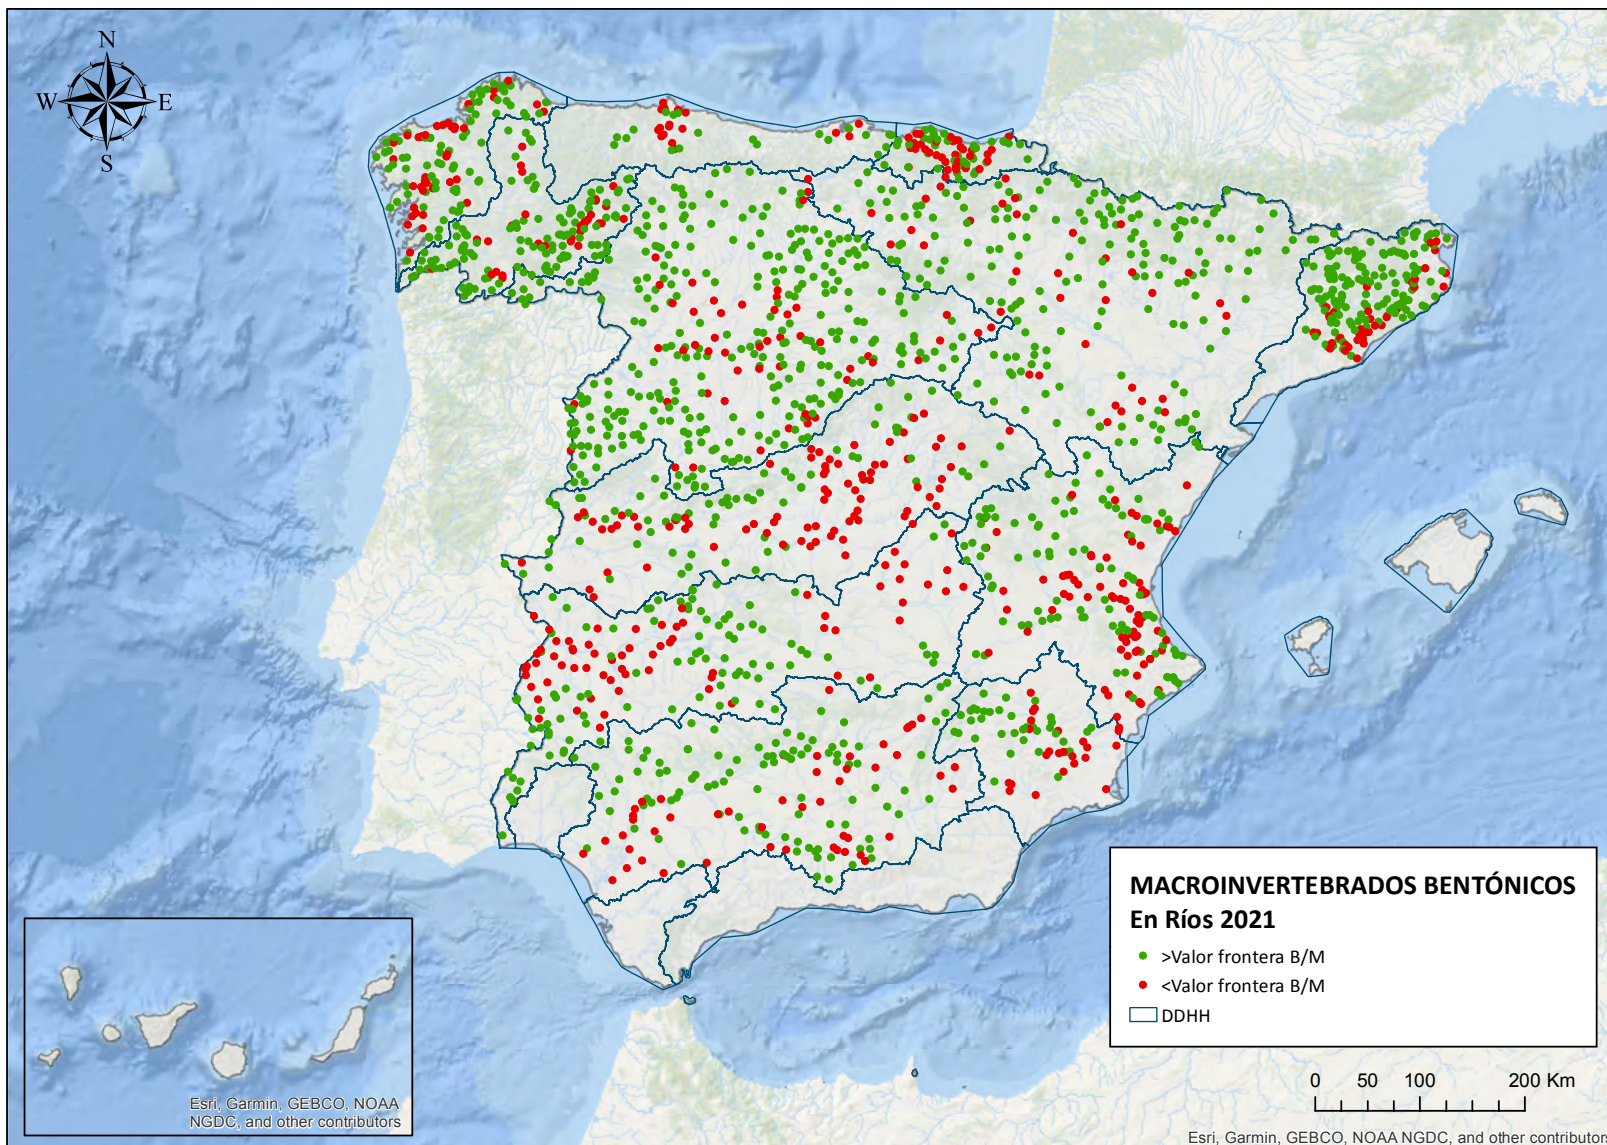 N
W
E
S
MACROINVERTEBRADOS BENTÓNICOS
En Ríos 2021
>Valor frontera B/M
<Valor frontera B/M
DDHH
0 50 100 200 Km
Esri, Garmin, GEBCO, NOAA
NGDC, and other contributors
Esri, Garmin, GEBCO, NOAA NGDC, and other contributor